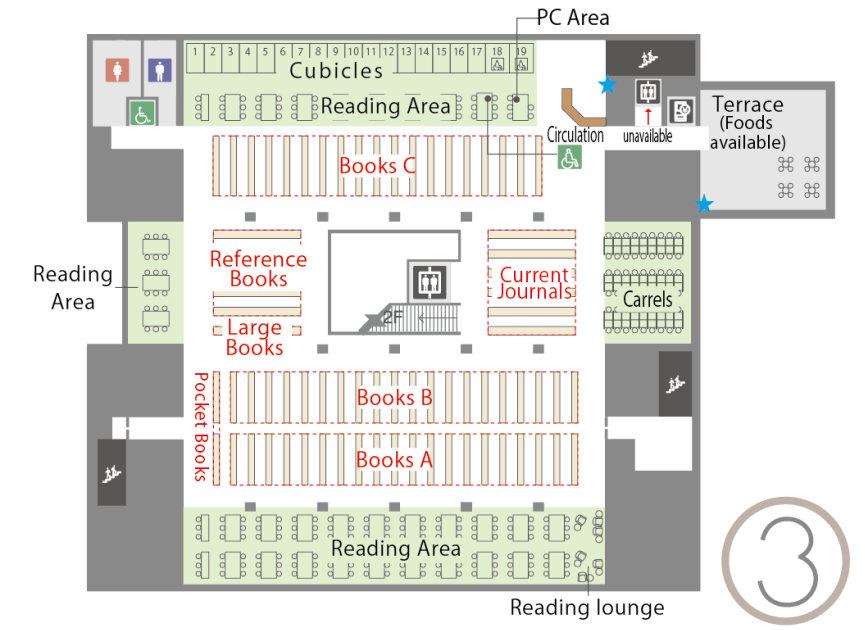 PC Area
1 2 3 4 5 6 7 8 9 10 11 12 13 14 15 16 17 18 19
Cubicles
Reading Area
Circulation
unavailable
Terrace
(Foods
available)
Books C
Reading
Area
Reference
Books
Current
Journals
Carrels
2F
Large
Books
Pocket Books
Books B
Books A
Reading Area
Reading lounge
3